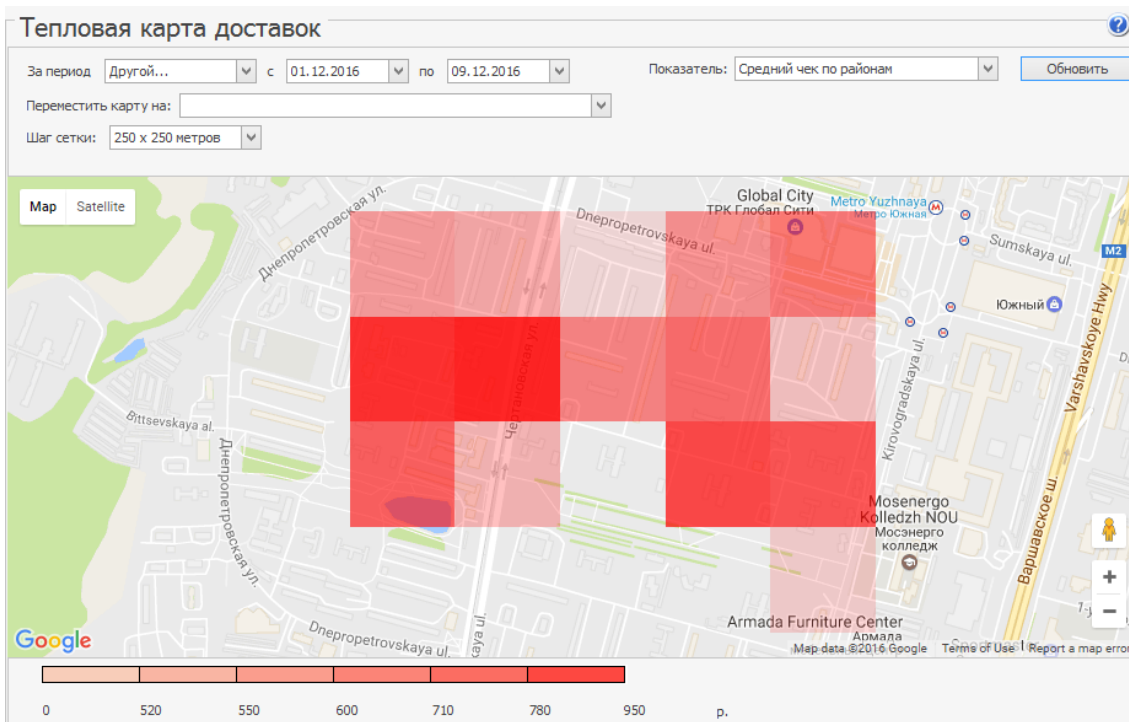 Тепловая карта доставок
За период Другой... с 01.12.2016 по 09.12.2016 Показатель: Средний чек по районам Обновить
Переместить карту на:
Шаг сетки: 250 x 250 метров
Map Satellite
Днепропетровская ул.
Dnepropetrovskaya ul.
Global City
ТРК Глобал Сити
Metro Yuzhnaya
Метро Южная
Sumskaya ul.
M2
Южный
Varshavskoye Hwy
Kirovogradskaya ul.
Чертановская ул.
Bittsevskaya al.
Днепропетровская ул.
Mosenergo
Kolledzh NOU
Мосэнерго
колледж
Варшавское ш.
Armada Furniture Center
Армада
Dnepropetrovskaya ul.
Google
Map data ©2016 Google Terms of Use Report a map error
0 520 550 600 710 780 950 р.